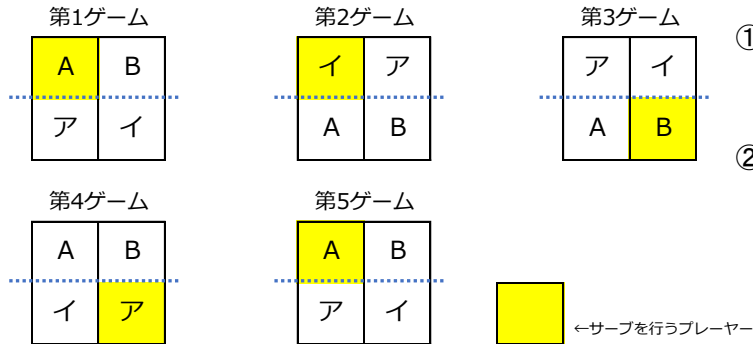 第1ゲーム 第2ゲーム 第3ゲーム
A B イ ア ア イ
ア イ A B A B
①
②
第4ゲーム 第5ゲーム
A B A B
イ ア ア イ
←サーブを行うプレーヤー